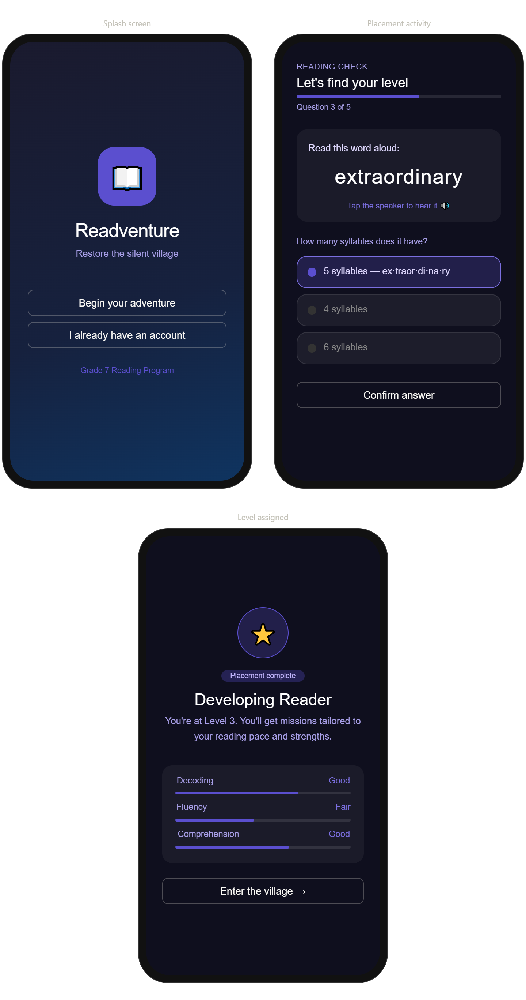 Splash screen
Readventure
Restore the silent village
Begin your adventure
I already have an account
Grade 7 Reading Program
Placement activity
READING CHECK
Let's find your level
Question 3 of 5
Read this word aloud:
extraordinary
Tap the speaker to hear it 🔊
How many syllables does it have?
5 syllables — ex·traor·di·na·ry
4 syllables
6 syllables
Confirm answer
Level assigned
Placement complete
Developing Reader
You're at Level 3. You'll get missions tailored to
your reading pace and strengths.
Decoding Good
Fluency Fair
Comprehension Good
Enter the village →